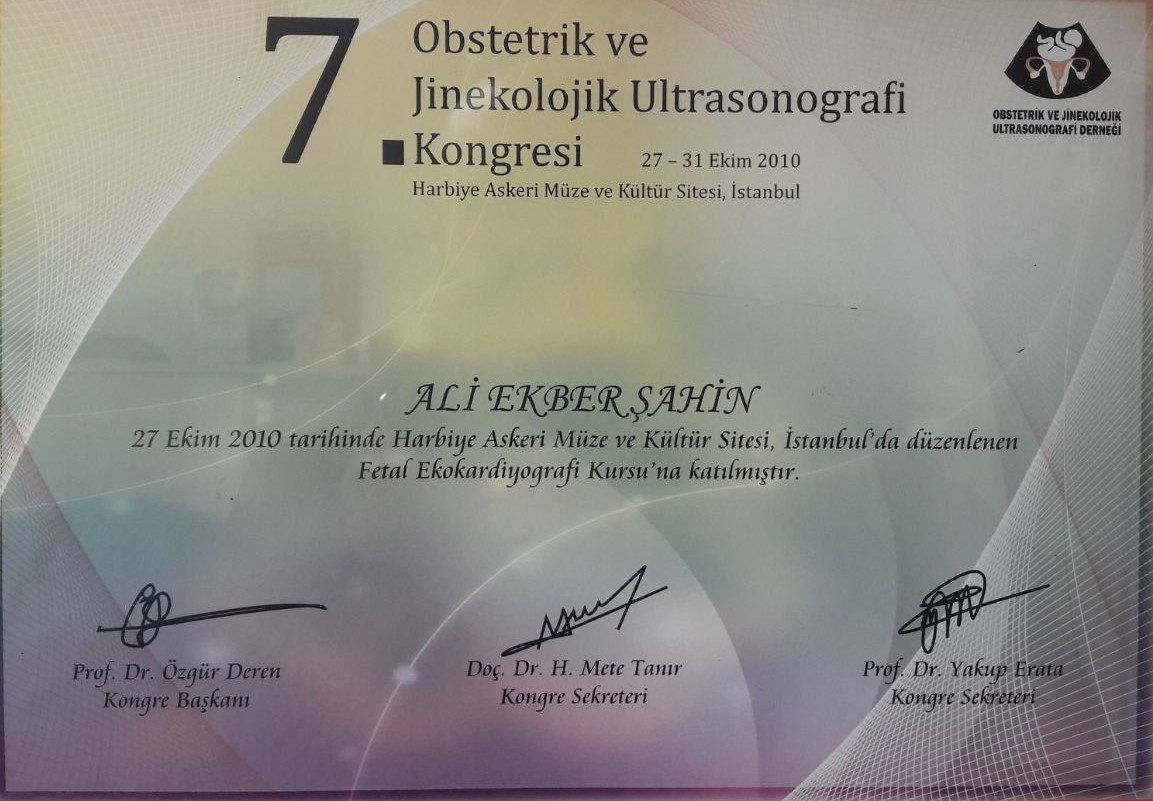 7. Obstetrik ve
Jinekolojik Ultrasonografi
Kongresi 27 – 31 Ekim 2010
Harbiye Askeri Müze ve Kültür Sitesi, İstanbul
OBSTETRİK VE JİNEKOLOJİK
ULTRASONOGRAFİ DERNEĞİ
ALİ EKBER ŞAHİN
27 Ekim 2010 tarihinde Harbiye Askeri Müze ve Kültür Sitesi, İstanbul'da düzenlenen
Fetal Ekokardiyografi Kursu'na katılmıştır.
Prof. Dr. Özgür Deren
Kongre Başkanı
Doç. Dr. H. Mete Tanır
Kongre Sekreteri
Prof. Dr. Yakup Erata
Kongre Sekreteri